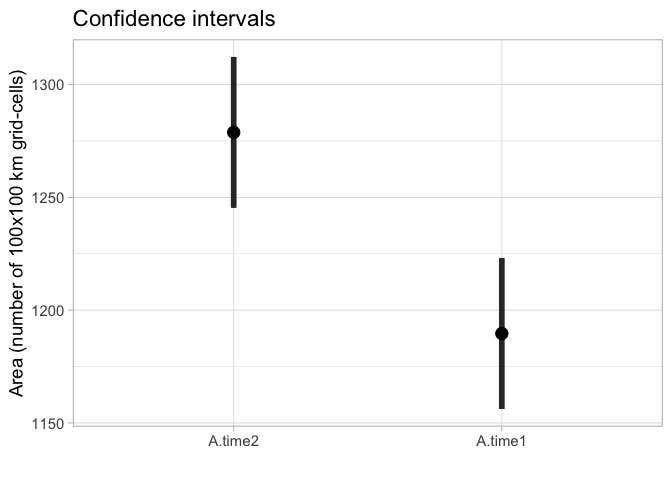 Confidence intervals
Area (number of 100x100 km grid-cells)
1300
1250
1200
1150
A.time2
A.time1